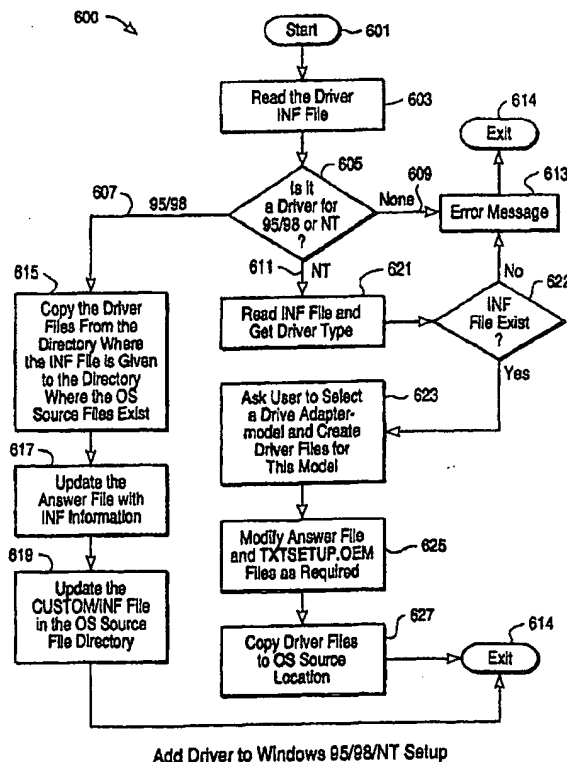 600
Start
601
Read the Driver
INF File
603
614
Exit
605
Is it
a Driver for
95/98 or NT
?
607
95/98
None
609
613
Error Message
611
NT
621
Read INF File and
Get Driver Type
No
622
INF
File Exist
?
Yes
615
Copy the Driver
Files From the
Directory Where
the INF File is Given
to the Directory
Where the OS
Source Files Exist
623
Ask User to Select
a Drive Adapter-
model and Create
Driver Files for
This Model
617
Update the
Answer File with
INF Information
Modify Answer File
and TXTSETUP.OEM
Files as Required
625
619
Update the
CUSTOM/INF File
in the OS Source
File Directory
627
Copy Driver Files
to OS Source
Location
614
Exit
Add Driver to Windows 95/98/NT Setup